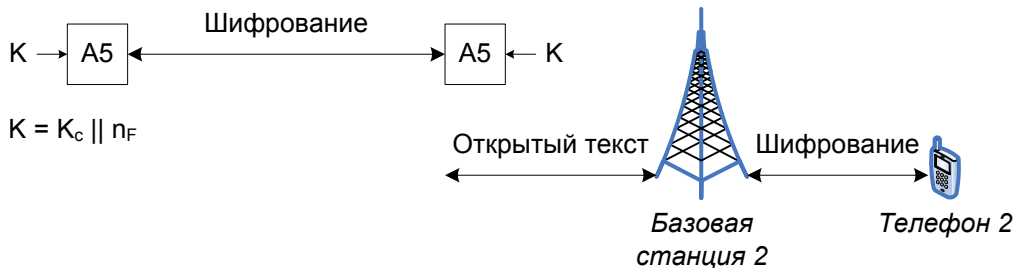 Шифрование
K A5 A5 K
K = Kc || nF
Открытый текст Шифрование
Базовая станция 2
Телефон 2